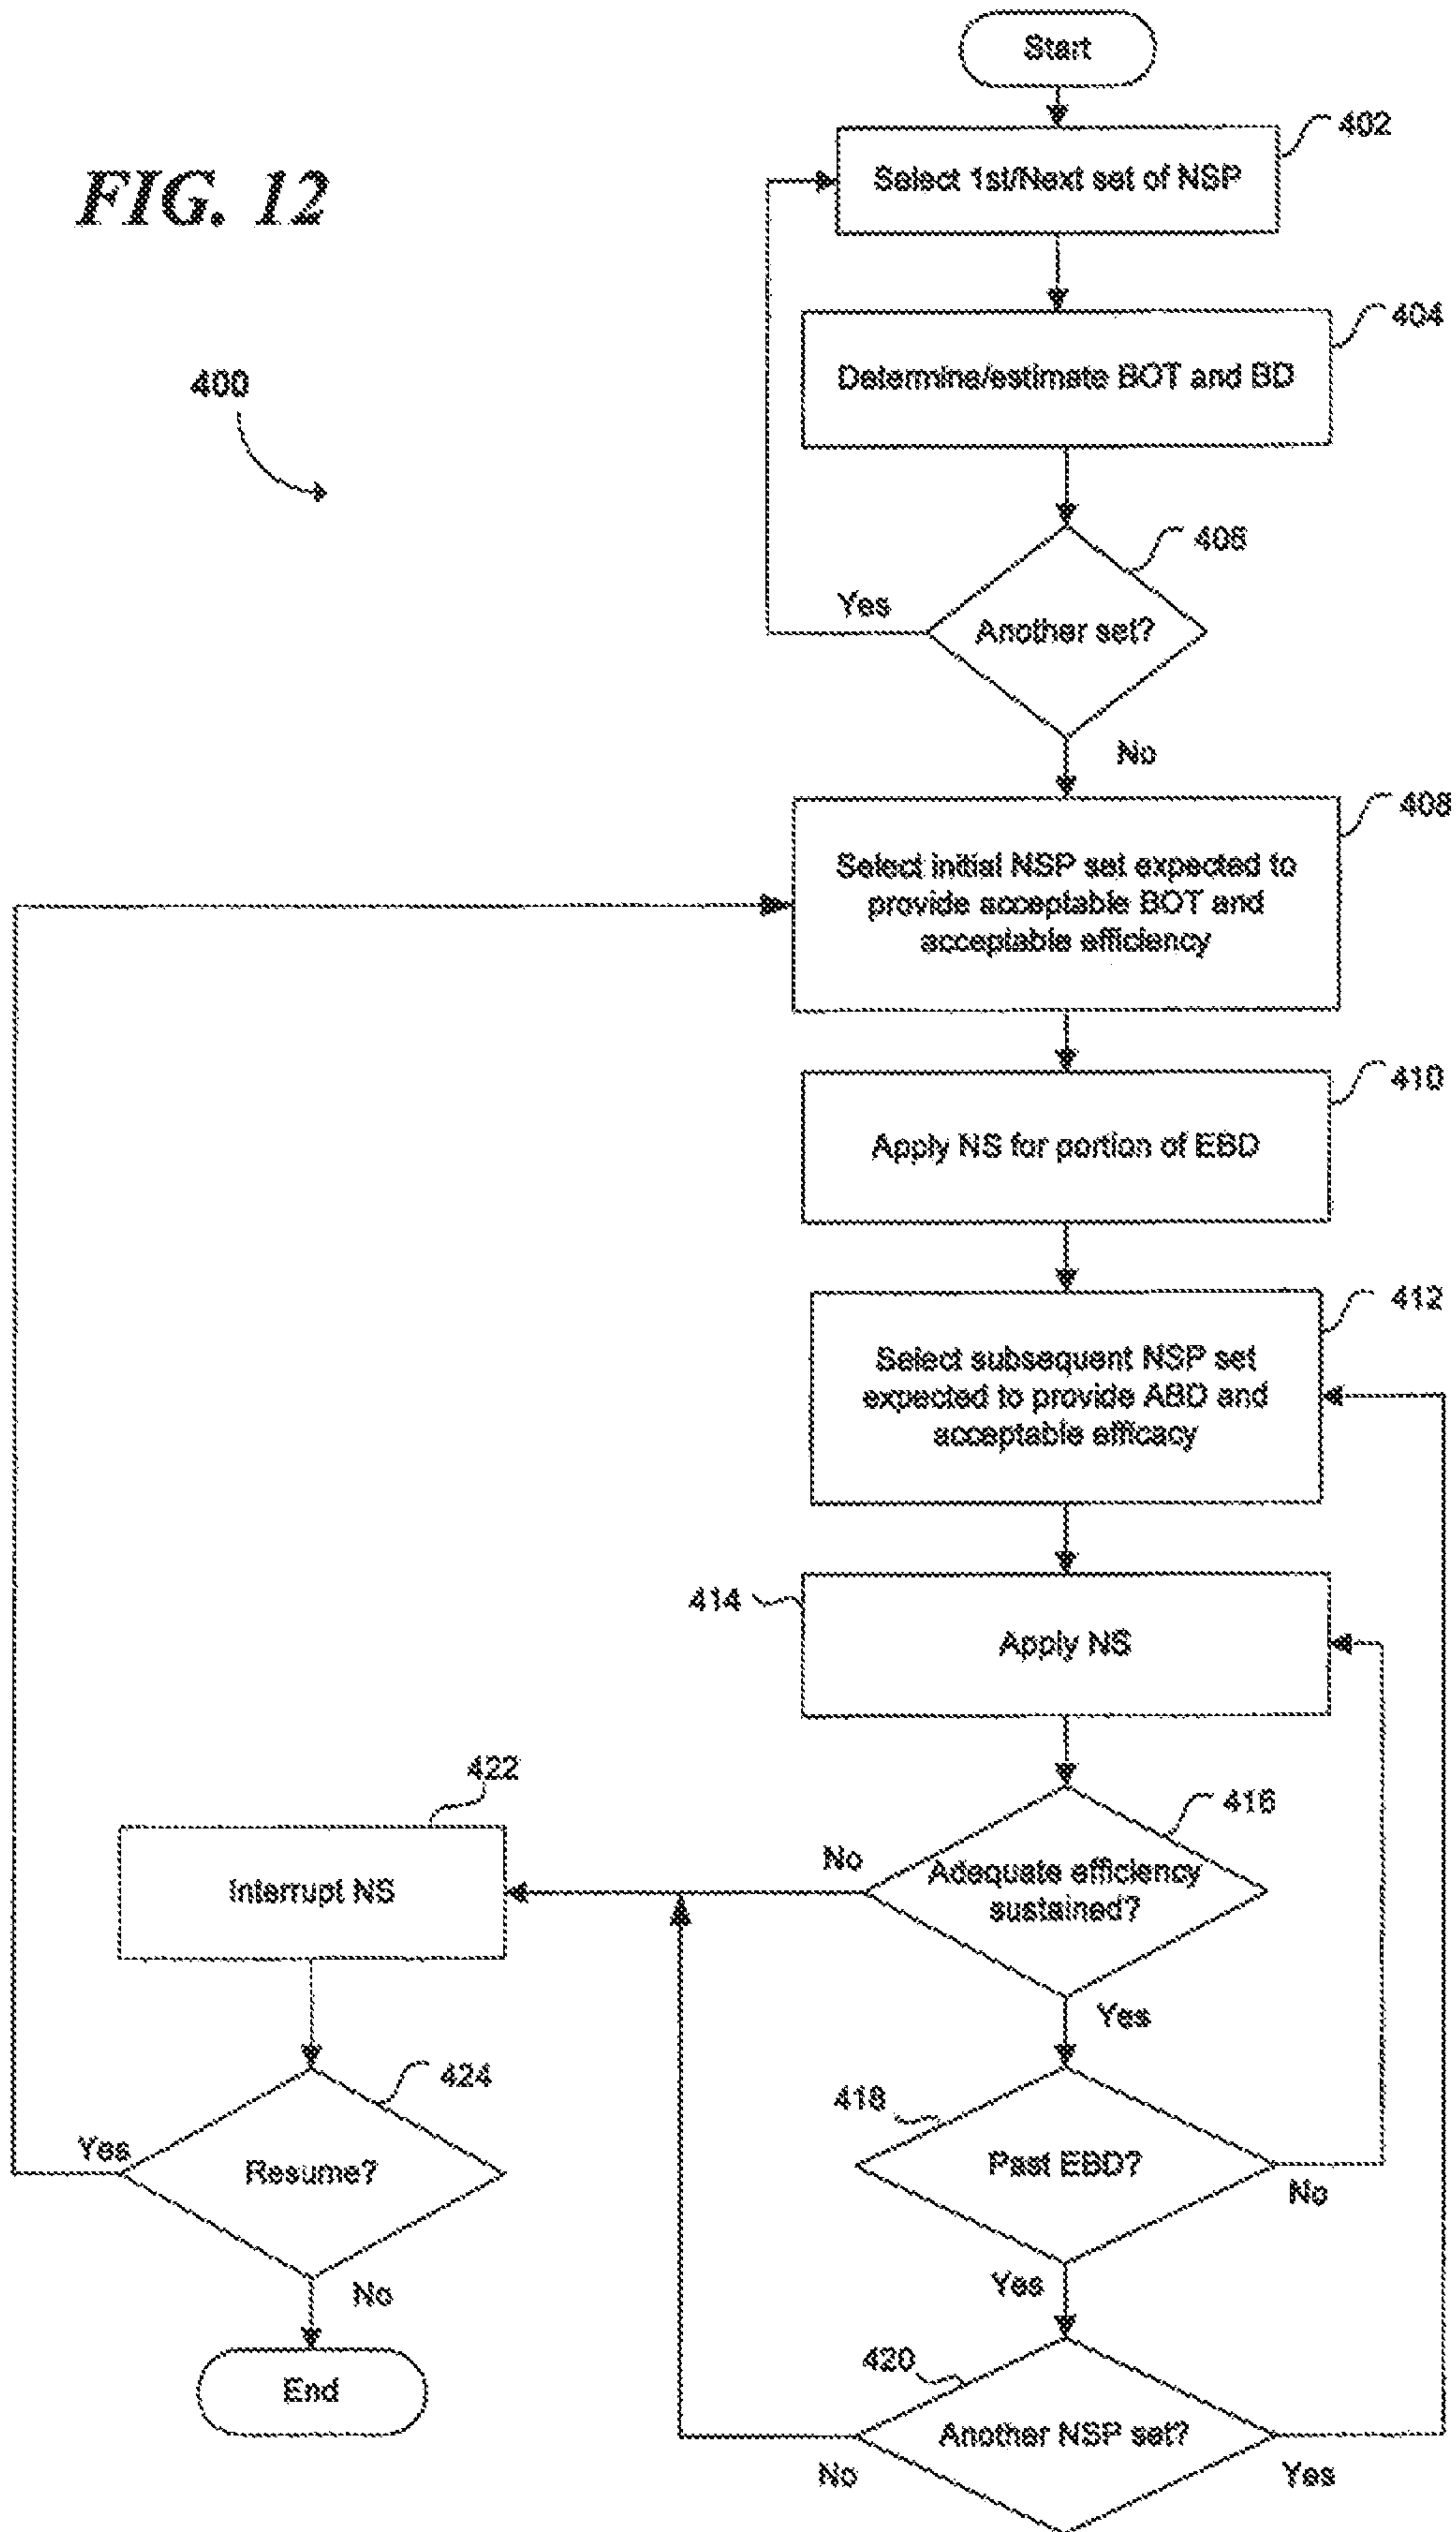 Start
402
Select 1st/Next set of NSP
FIG. 12
404
Determine/estimate BOT and BD
400
406
Yes
Another set?
No
408
Select initial NSP set expected to
provide acceptable BOT and
acceptable efficiency
410
Apply NS for portion of EBD
412
Select subsequent NSP set
expected to provide ABD and
acceptable efficacy
414
Apply NS
422
416
No
Adequate efficiency
sustained?
Interrupt NS
Yes
424
418
Yes
Resume?
Past EBD?
No
Yes
No
420
End
Another NSP set?
No
Yes